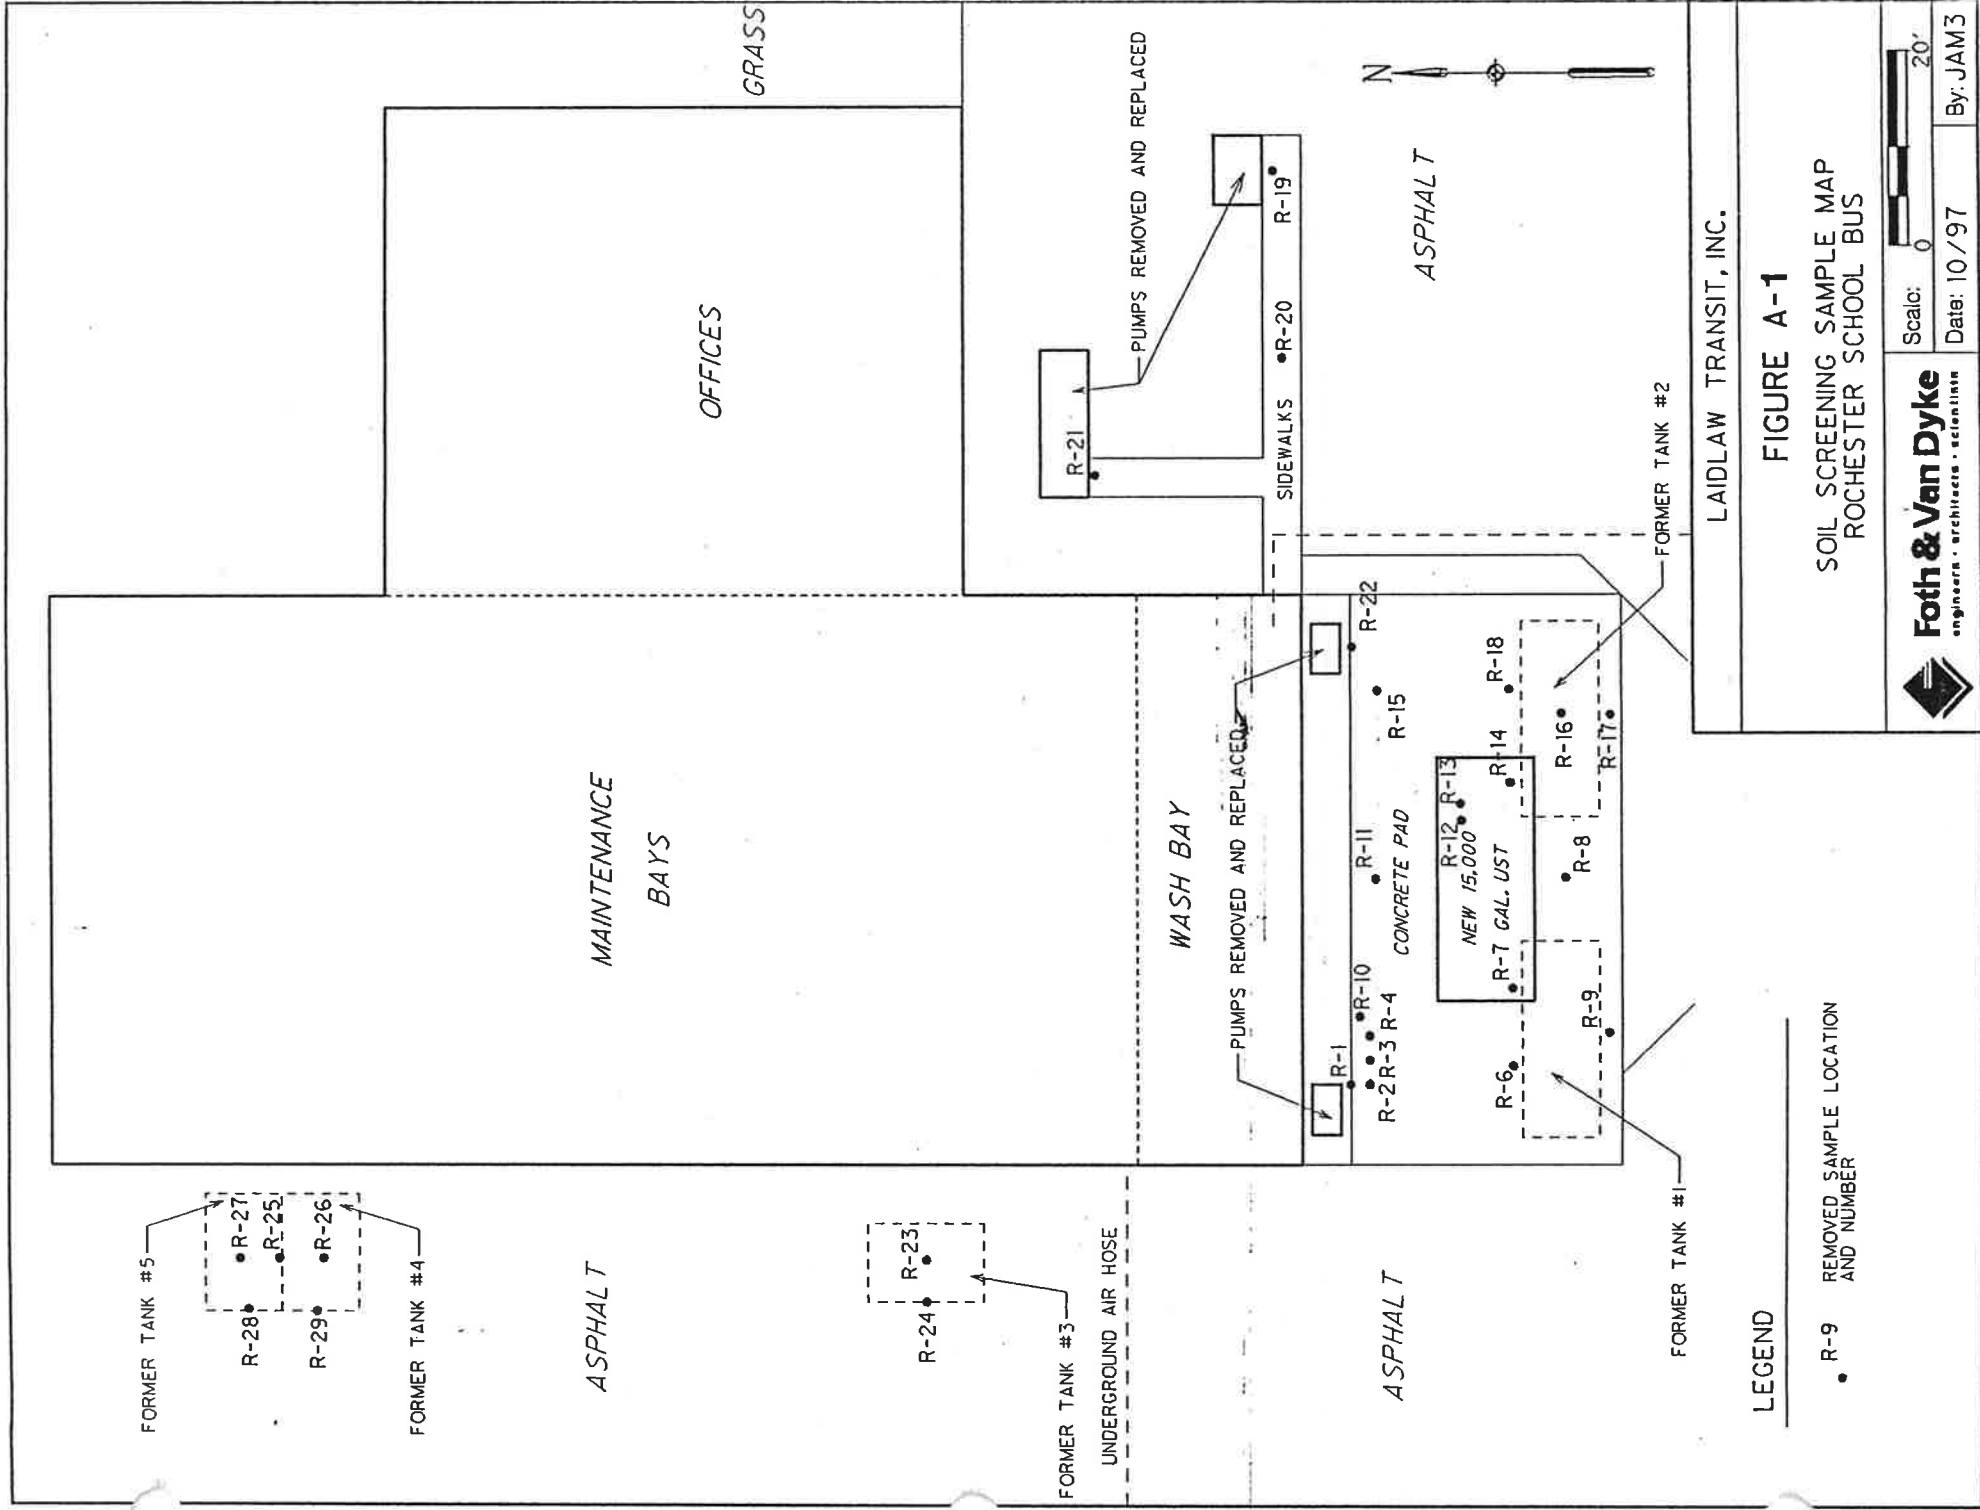 GRASS
OFFICES
MAINTENANCE
BAYS
WASH BAY
PUMPS REMOVED AND REPLACED
PUMPS REMOVED AND REPLACED
R-21
R-19
R-20
SIDEWALKS
N
ASPHALT
FORMER TANK #5
R-27
R-25
R-26
R-28
R-29
FORMER TANK #4
ASPHALT
R-23
R-24
FORMER TANK #3
UNDERGROUND AIR HOSE
ASPHALT
R-1
R-2
R-3
R-4
R-10
R-11
R-15
R-22
CONCRETE PAD
R-12
R-13
NEW 15,000
R-7 GAL. UST
R-14
R-18
R-6
R-8
R-16
R-9
R-17
FORMER TANK #1
FORMER TANK #2
LEGEND
R-9
REMOVED SAMPLE LOCATION
AND NUMBER
LAIDLAW TRANSIT, INC.
FIGURE A-1
SOIL SCREENING SAMPLE MAP
ROCHESTER SCHOOL BUS
Foth & Van Dyke
engineers • architects • scientists
Scale:
0
20'
Date: 10/97
By: JAM3